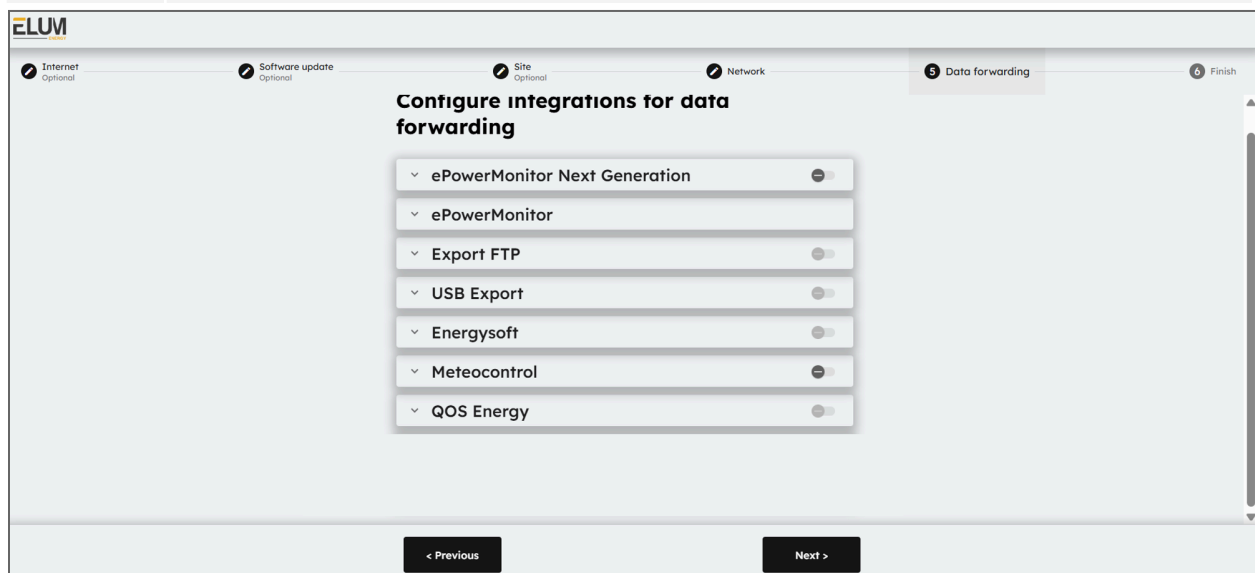 ELUM
ENERGY
Internet
Optional
Software update
Optional
Site
Optional
Network
5 Data forwarding
6 Finish
Configure integrations for data
forwarding
ePowerMonitor Next Generation
ePowerMonitor
Export FTP
USB Export
Energysoft
Meteocontrol
QOS Energy
< Previous
Next >